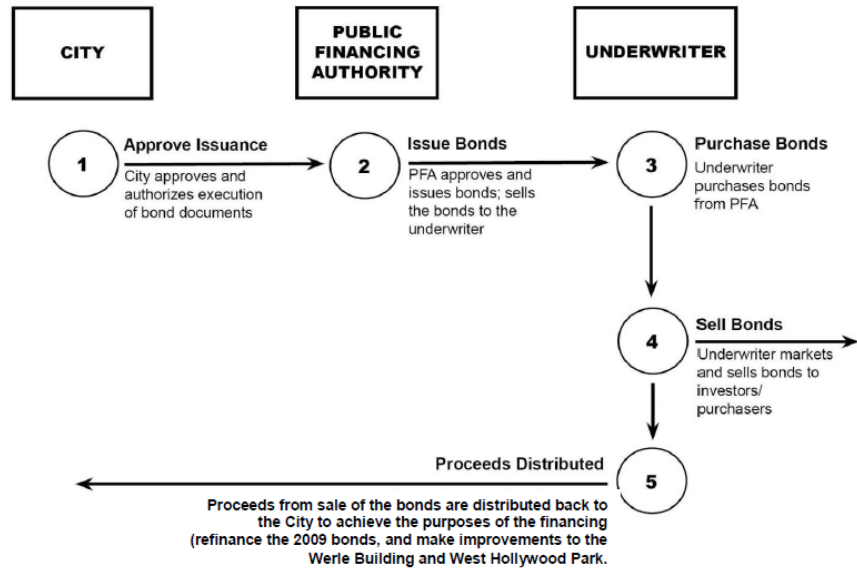 CITY
PUBLIC
FINANCING
AUTHORITY
UNDERWRITER
1
Approve Issuance
City approves and
authorizes execution
of bond documents
2
Issue Bonds
PFA approves and
issues bonds; sells
the bonds to the
underwriter
3
Purchase Bonds
Underwriter
purchases bonds
from PFA
4
Sell Bonds
Underwriter markets
and sells bonds to
investors/
purchasers
Proceeds Distributed
5
Proceeds from sale of the bonds are distributed back to
the City to achieve the purposes of the financing
(refinance the 2009 bonds, and make improvements to the
Werle Building and West Hollywood Park.